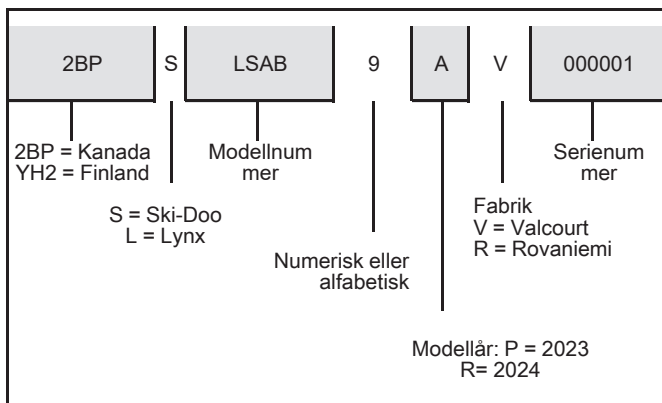 2BP S LSAB 9 A V 000001
2BP = Kanada
YH2 = Finland
Modellnum
mer
Serienum
mer
S = Ski-Doo
L = Lynx
Fabrik
V = Valcourt
R = Rovaniemi
Numerisk eller
alfabetisk
Modellår: P = 2023
R= 2024